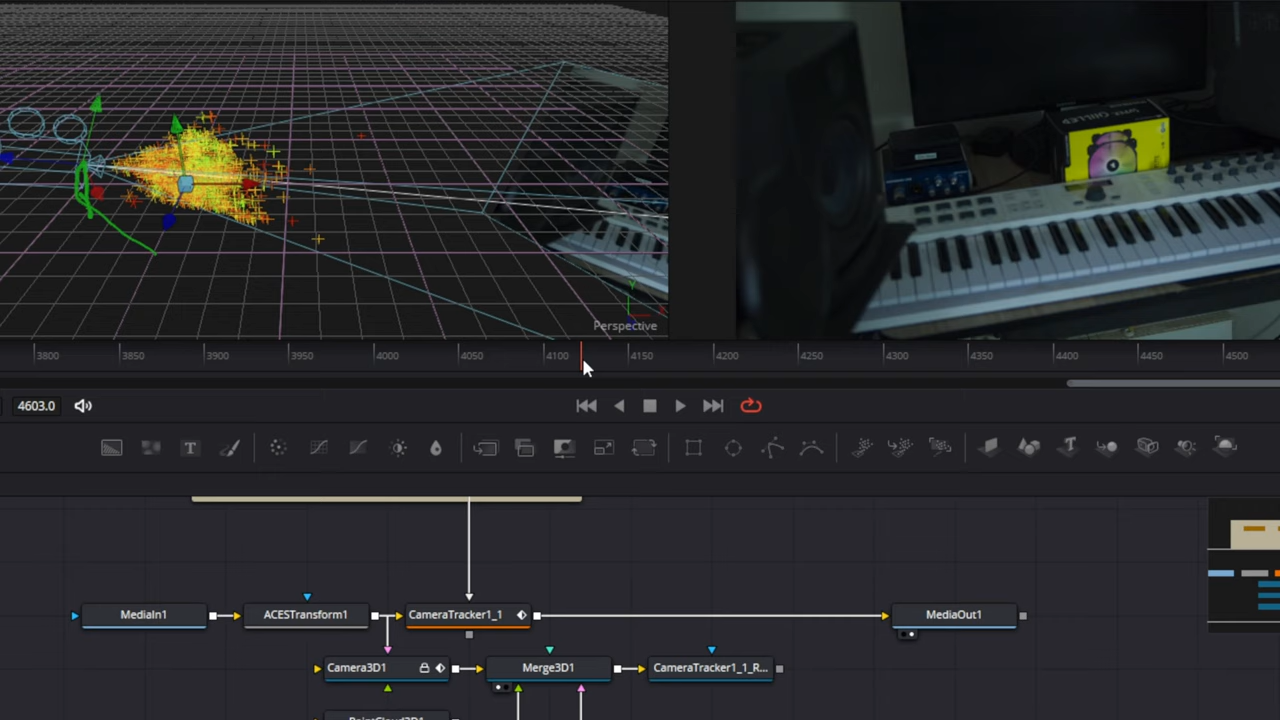 Perspective
3800 3850 3900 3950 4000 4050 4100 4150 4200 4250 4300 4350 4400 4450 4500
4603.0
T
T
MediaIn1
ACESTransform1
CameraTracker1_1
MediaOut1
Camera3D1
Merge3D1
CameraTracker1_1_R...
PointCloud3D1